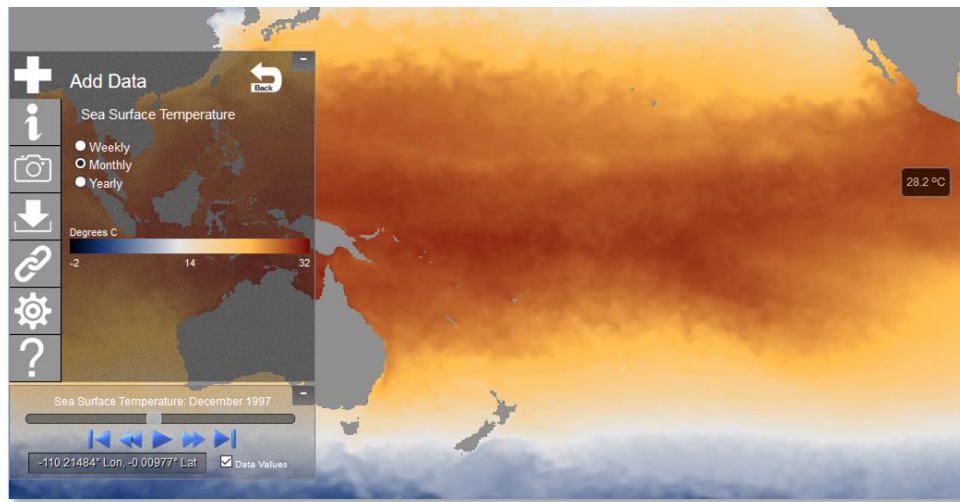 Add Data
Back
Sea Surface Temperature
Weekly
Monthly
Yearly
28.2 ºC
Degrees C
-2 14 32
Sea Surface Temperature: December 1997
-110.21484° Lon, -0.00977° Lat
Data Values